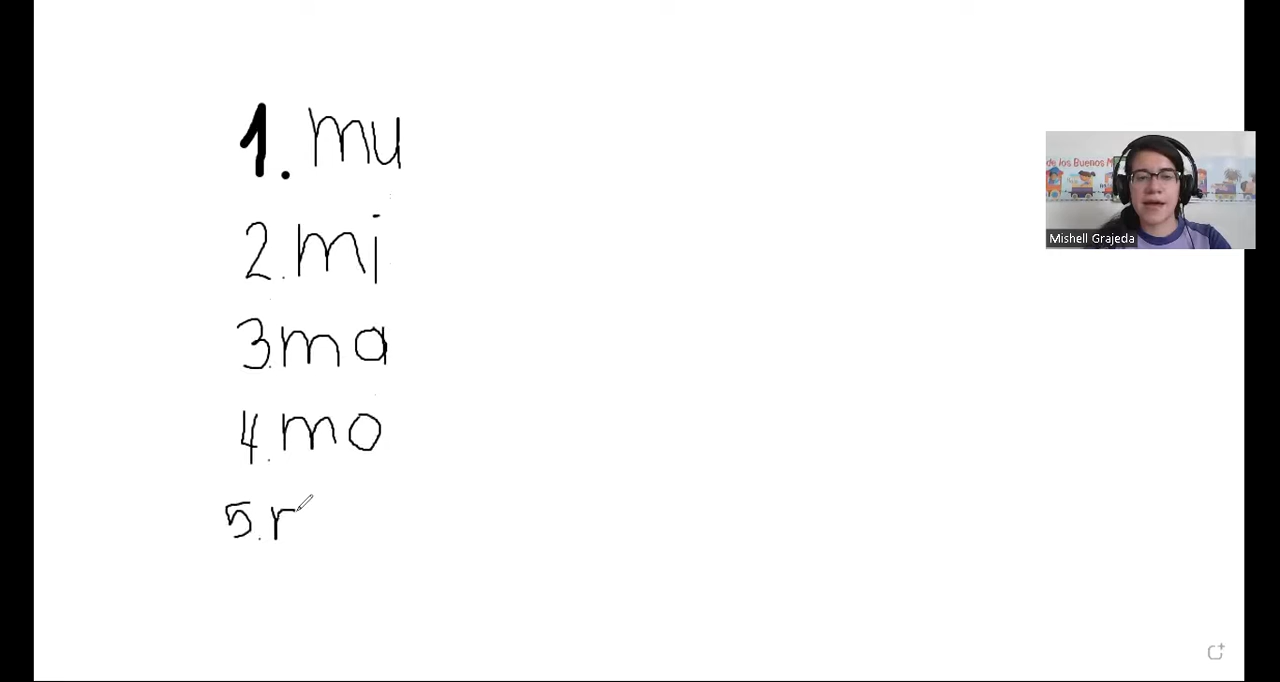 1. mu
2. mi
3. ma
4. mo
5. r
de los Buenos M
Mishell Grajeda